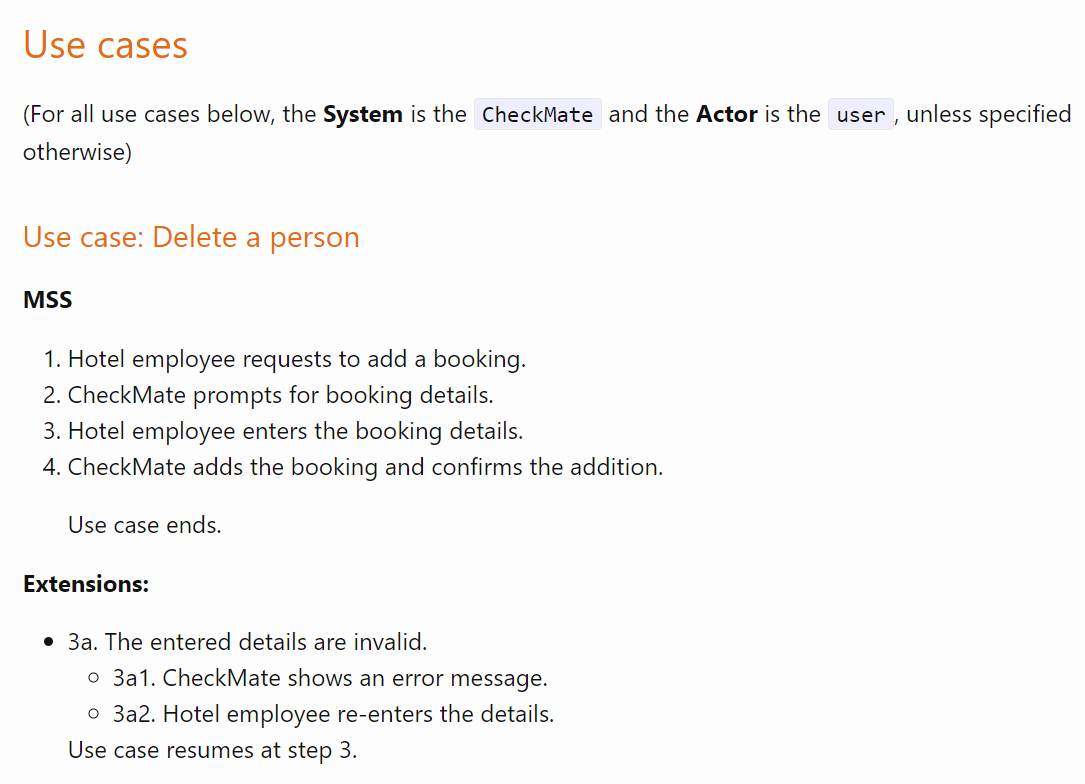 Use cases
(For all use cases below, the System is the CheckMate and the Actor is the user, unless specified
otherwise)
Use case: Delete a person
MSS
1. Hotel employee requests to add a booking.
2. CheckMate prompts for booking details.
3. Hotel employee enters the booking details.
4. CheckMate adds the booking and confirms the addition.
Use case ends.
Extensions:
• 3a. The entered details are invalid.
○ 3a1. CheckMate shows an error message.
○ 3a2. Hotel employee re-enters the details.
Use case resumes at step 3.